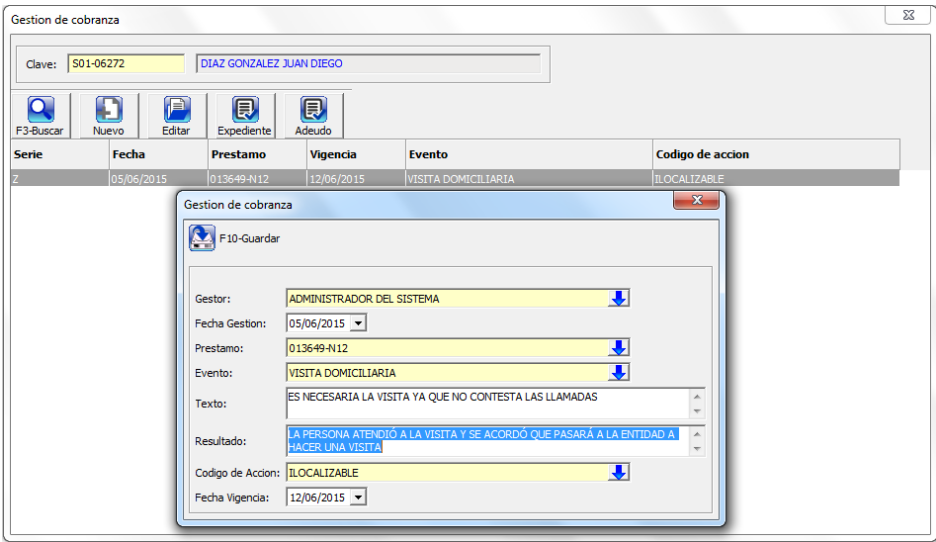 Gestion de cobranza
Clave: S01-06272 DIAZ GONZALEZ JUAN DIEGO
F3-Buscar Nuevo Editar Expediente Adeudo
Serie Fecha Prestamo Vigencia Evento Codigo de accion
Z 05/06/2015 013649-N12 12/06/2015 VISITA DOMICILIARIA ILOCALIZABLE
Gestion de cobranza
F10-Guardar
Gestor: ADMINISTRADOR DEL SISTEMA
Fecha Gestion: 05/06/2015
Prestamo: 013649-N12
Evento: VISITA DOMICILIARIA
Texto: ES NECESARIA LA VISITA YA QUE NO CONTESTA LAS LLAMADAS
Resultado: LA PERSONA ATENDIÓ A LA VISITA Y SE ACORDÓ QUE PASARÁ A LA ENTIDAD A
HACER UNA VISITA
Codigo de Accion: ILOCALIZABLE
Fecha Vigencia: 12/06/2015